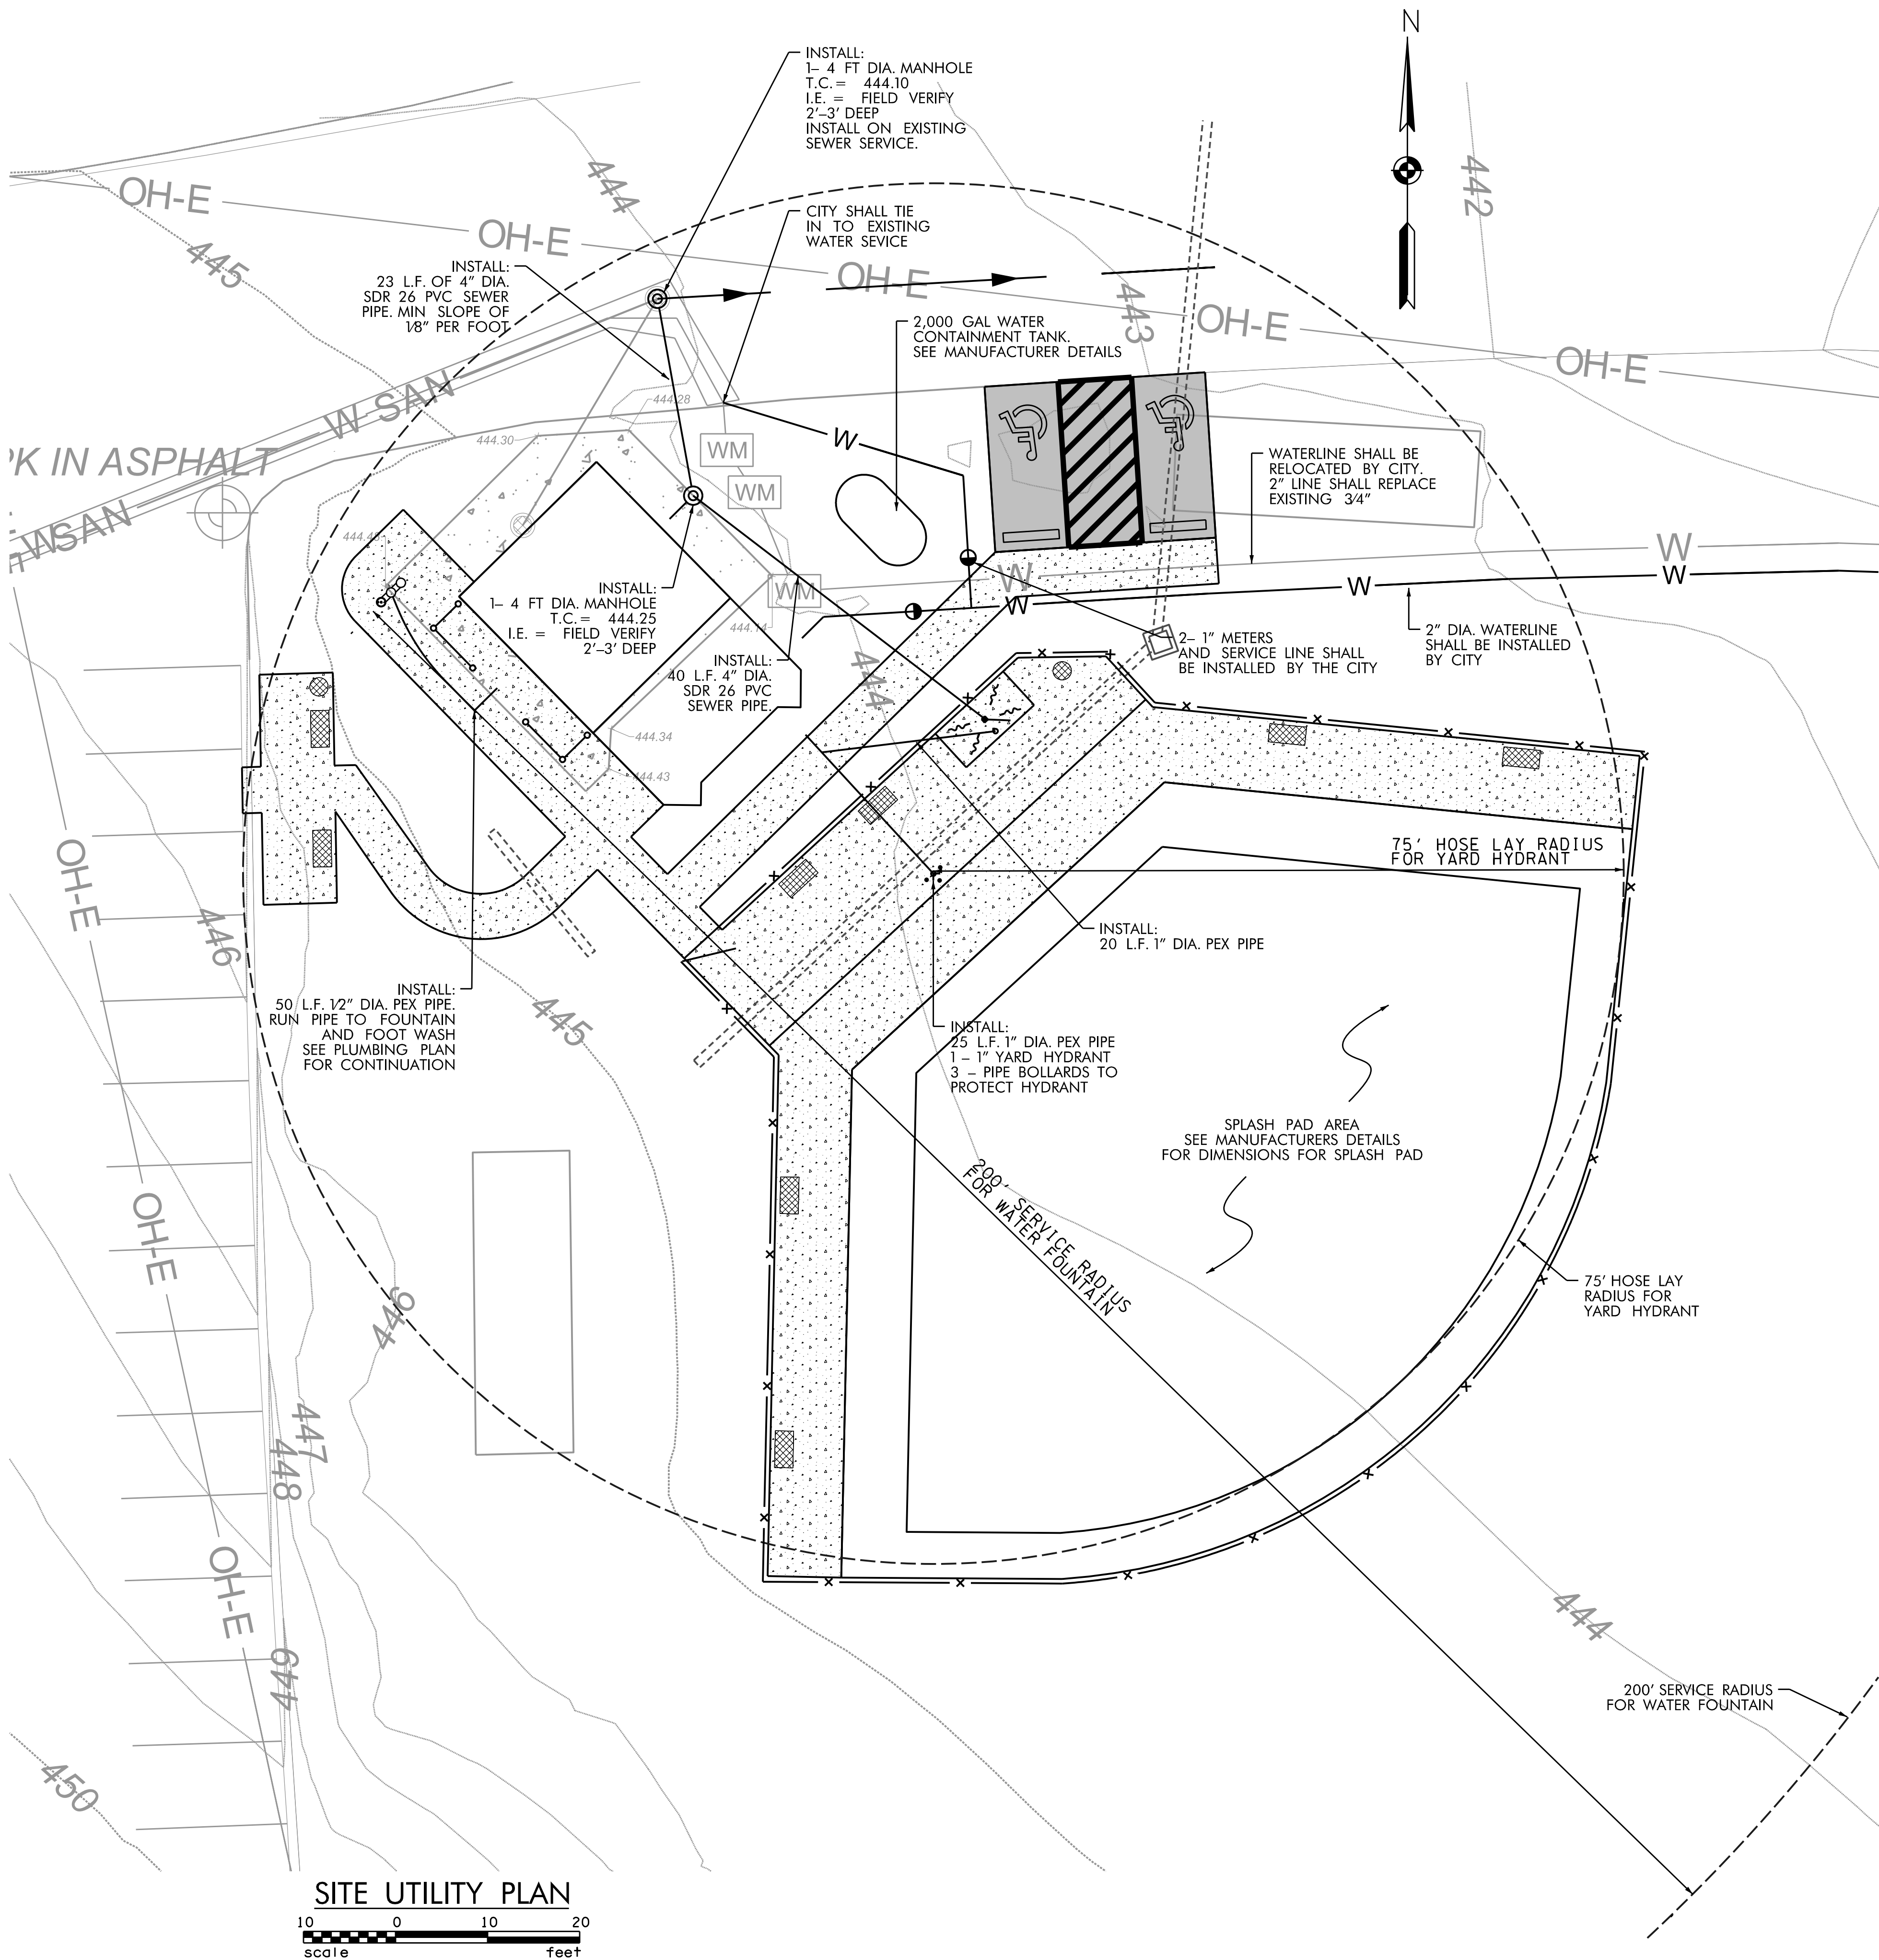 N
INSTALL:
1– 4 FT DIA. MANHOLE
T.C. = 444.10
I.E. = FIELD VERIFY
2'–3' DEEP
INSTALL ON EXISTING
SEWER SERVICE.
444
442
OH-E
OH-E
445
CITY SHALL TIE
IN TO EXISTING
WATER SEVICE
INSTALL:
23 L.F. OF 4" DIA.
SDR 26 PVC SEWER
PIPE. MIN SLOPE OF
1/8" PER FOOT
OH-E
443
OH-E
OH-E
2,000 GAL WATER
CONTAINMENT TANK.
SEE MANUFACTURER DETAILS
W SAN
444.28
444.30
W
WM
WM
PK IN ASPHALT
WATERLINE SHALL BE
RELOCATED BY CITY.
2" LINE SHALL REPLACE
EXISTING 3/4"
WSAN
W
W
W
W
W
WM
INSTALL:
1– 4 FT DIA. MANHOLE
T.C. = 444.25
I.E. = FIELD VERIFY
2'–3' DEEP
444.14
INSTALL:
40 L.F. 4" DIA.
SDR 26 PVC
SEWER PIPE.
444
2– 1" METERS
AND SERVICE LINE SHALL
BE INSTALLED BY THE CITY
2" DIA. WATERLINE
SHALL BE INSTALLED
BY CITY
444.34
444.43
75' HOSE LAY RADIUS
FOR YARD HYDRANT
OH-E
446
INSTALL:
20 L.F. 1" DIA. PEX PIPE
INSTALL:
50 L.F. 1/2" DIA. PEX PIPE.
RUN PIPE TO FOUNTAIN
AND FOOT WASH
SEE PLUMBING PLAN
FOR CONTINUATION
445
INSTALL:
25 L.F. 1" DIA. PEX PIPE
1 – 1" YARD HYDRANT
3 – PIPE BOLLARDS TO
PROTECT HYDRANT
SPLASH PAD AREA
SEE MANUFACTURERS DETAILS
FOR DIMENSIONS FOR SPLASH PAD
200' SERVICE RADIUS
FOR WATER FOUNTAIN
OH-E
446
75' HOSE LAY
RADIUS FOR
YARD HYDRANT
447
448
OH-E
449
444
200' SERVICE RADIUS
FOR WATER FOUNTAIN
450
SITE UTILITY PLAN
10 0 10 20
scale feet